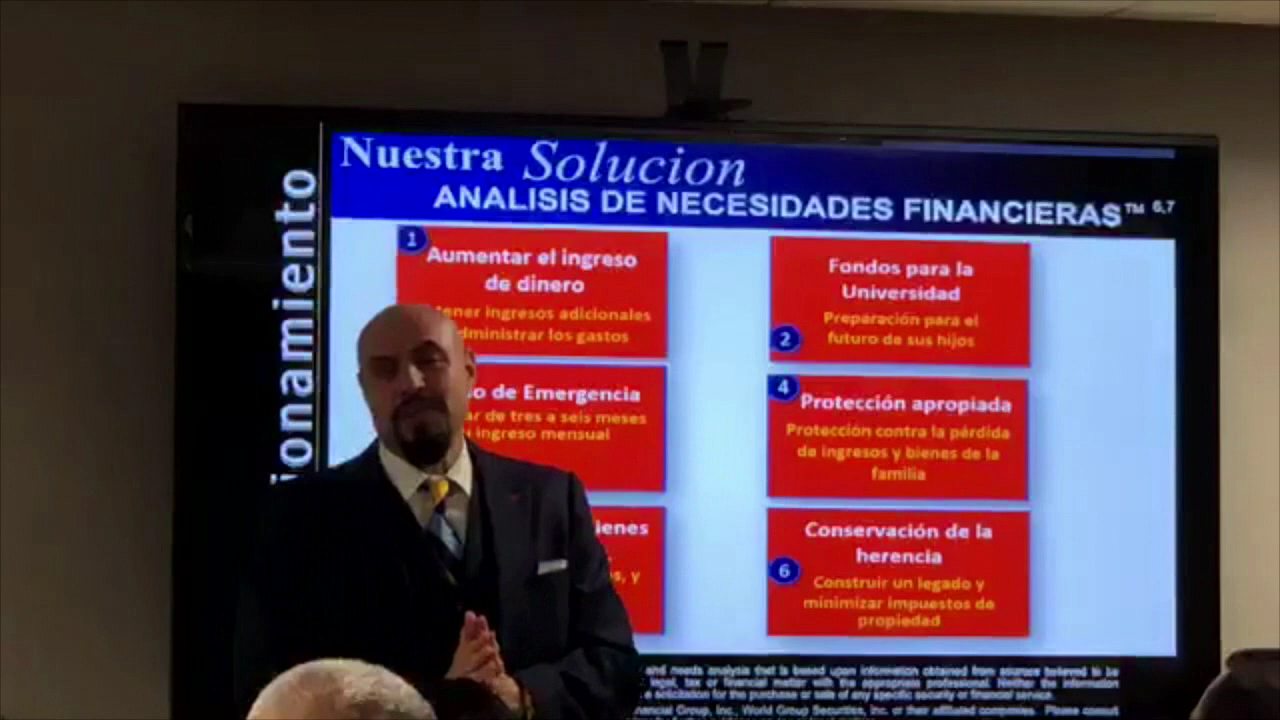 Nuestra Solucion
ANALISIS DE NECESIDADES FINANCIERAS™ 6,7
1
Aumentar el ingreso
de dinero
tener ingresos adicionales
dministrar los gastos
Fondos para la
Universidad
2
Preparación para el
futuro de sus hijos
o de Emergencia
ar de tres a seis meses
ingreso mensual
4
Protección apropiada
Protección contra la pérdida
de ingresos y bienes de la
familia
ienes
s, y
Conservación de la
herencia
6
Construir un legado y
minimizar impuestos de
propiedad
ionamiento
and needs analysis that is based upon information obtained from sources believed to be
legal, tax or financial matter with the appropriate professional. Neither the information
a solicitation for the purchase or sale of any specific security or financial service.
nancial Group, Inc., World Group Securities, Inc. or their affiliated companies. Please consult